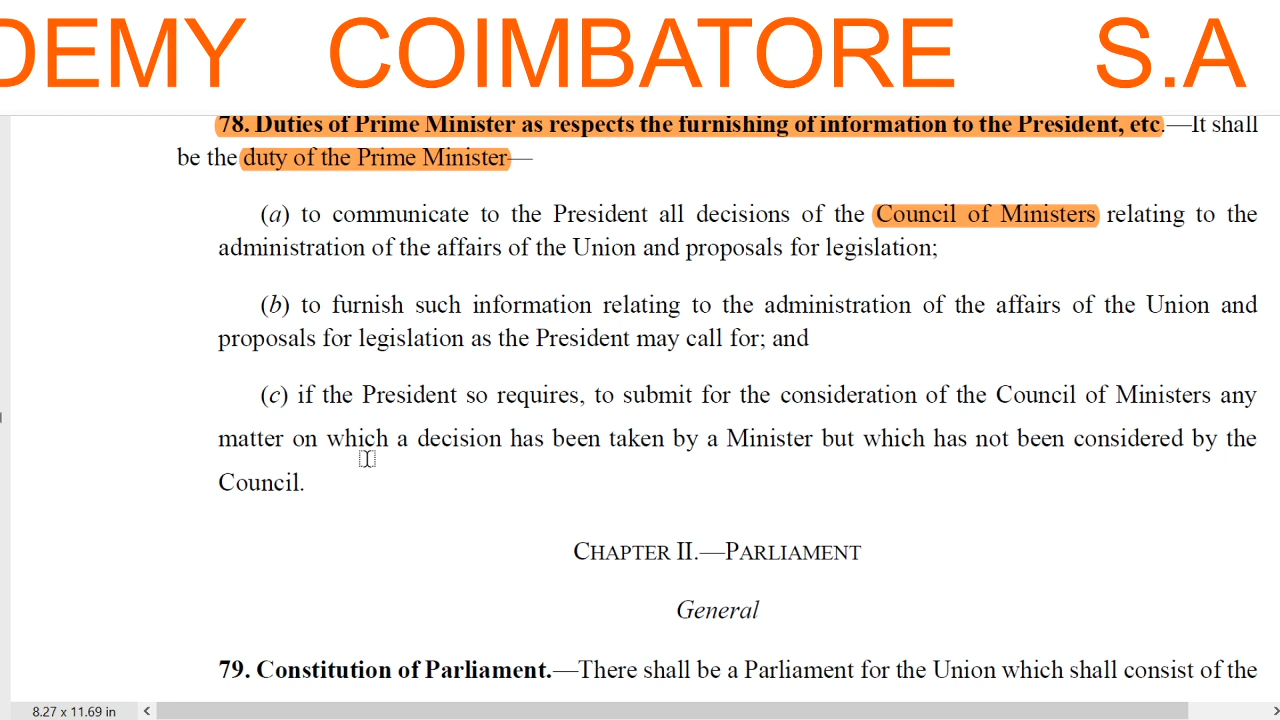 DEMY COIMBATORE S.A
78. Duties of Prime Minister as respects the furnishing of information to the President, etc.—It shall
be the duty of the Prime Minister—
(a) to communicate to the President all decisions of the Council of Ministers relating to the
administration of the affairs of the Union and proposals for legislation;
(b) to furnish such information relating to the administration of the affairs of the Union and
proposals for legislation as the President may call for; and
(c) if the President so requires, to submit for the consideration of the Council of Ministers any
matter on which a decision has been taken by a Minister but which has not been considered by the
Council.
CHAPTER II.—PARLIAMENT
General
79. Constitution of Parliament.—There shall be a Parliament for the Union which shall consist of the
8.27 x 11.69 in